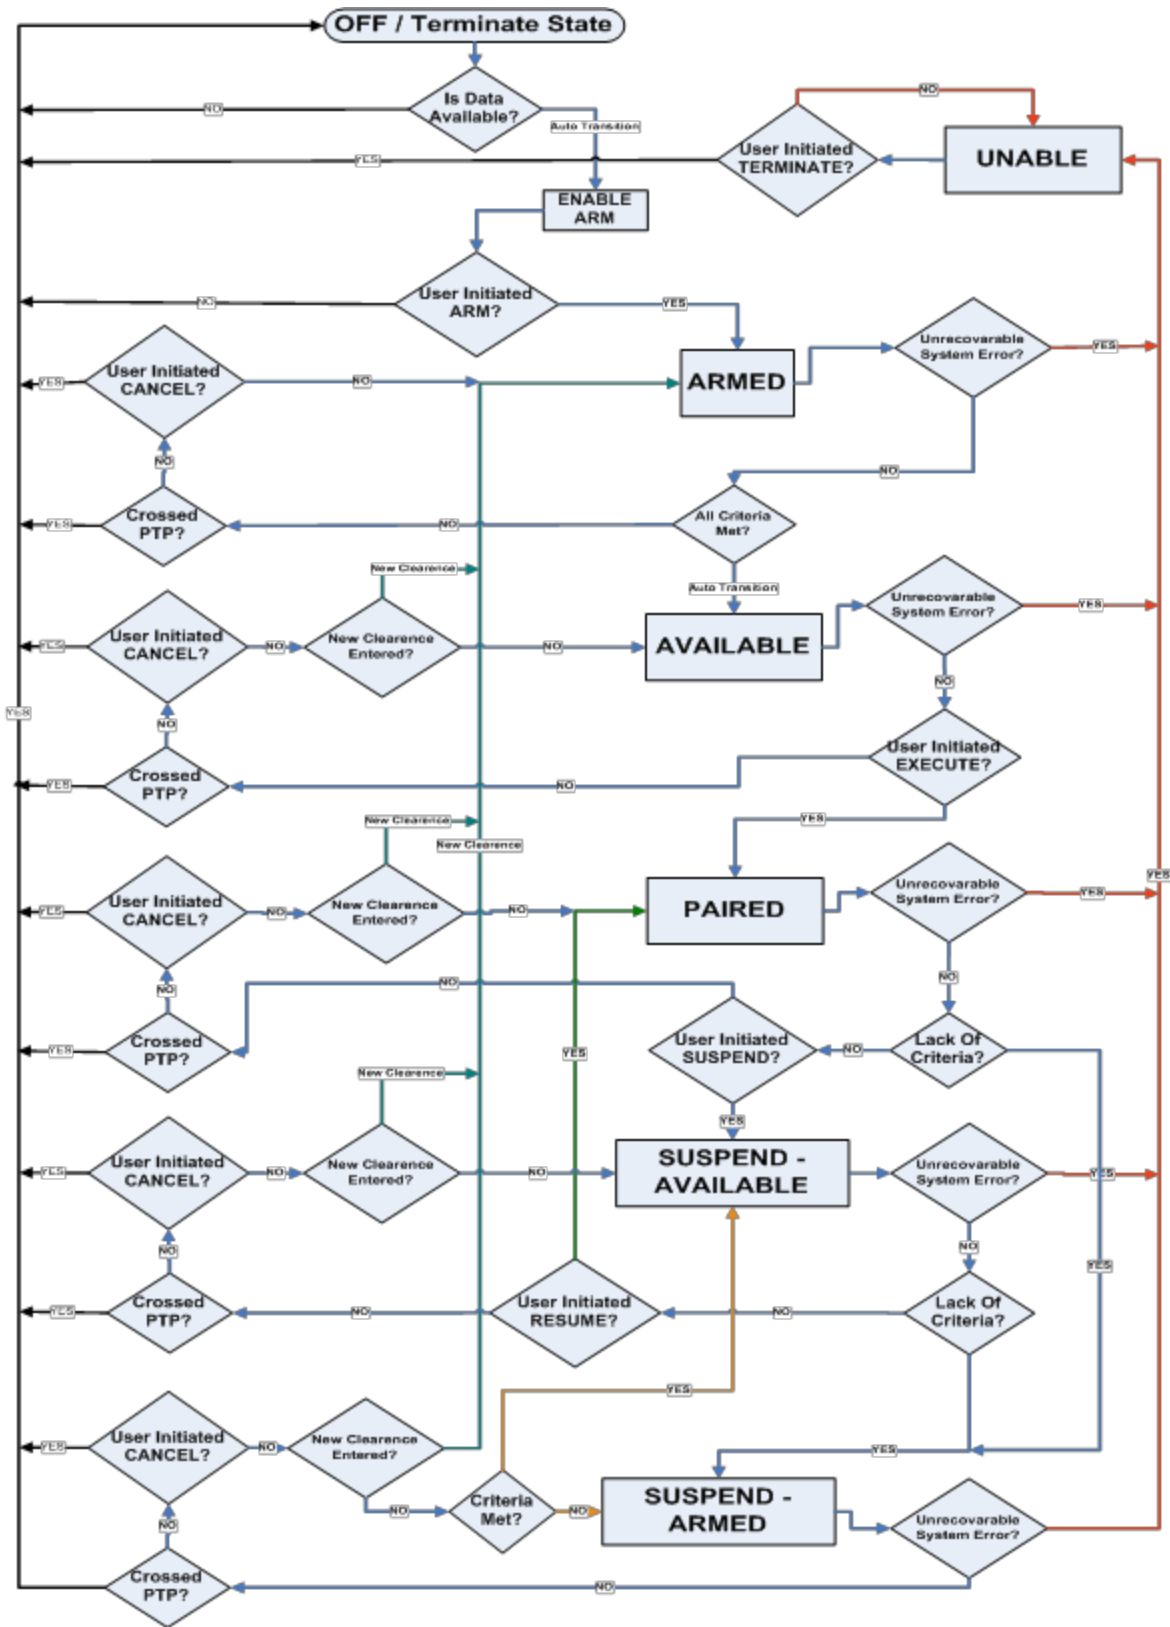 OFF / Terminate State
Is Data
Available?
NO
Auto Transition
NO
User Initiated
TERMINATE?
UNABLE
YES
ENABLE
ARM
User Initiated
ARM?
NO
YES
Unrecovarable
System Error?
YES
User Initiated
CANCEL?
YES
NO
ARMED
NO
NO
Crossed
PTP?
YES
NO
All Criteria
Met?
New Clearence
Auto Transition
Unrecovarable
System Error?
YES
User Initiated
CANCEL?
YES
NO
New Clearence
Entered?
NO
AVAILABLE
NO
YES
NO
User Initiated
EXECUTE?
Crossed
PTP?
YES
NO
New Clearence
YES
New Clearence
Unrecovarable
System Error?
YES
YES
User Initiated
CANCEL?
YES
NO
New Clearence
Entered?
NO
PAIRED
NO
NO
NO
Crossed
PTP?
YES
YES
User Initiated
SUSPEND?
NO
Lack Of
Criteria?
New Clearence
YES
User Initiated
CANCEL?
YES
NO
New Clearence
Entered?
NO
SUSPEND -
AVAILABLE
Unrecovarable
System Error?
YES
NO
NO
YES
Crossed
PTP?
YES
NO
User Initiated
RESUME?
NO
Lack Of
Criteria?
YES
User Initiated
CANCEL?
YES
NO
New Clearence
Entered?
YES
NO
NO
Criteria
Met?
NO
SUSPEND -
ARMED
Unrecovarable
System Error?
Crossed
PTP?
NO